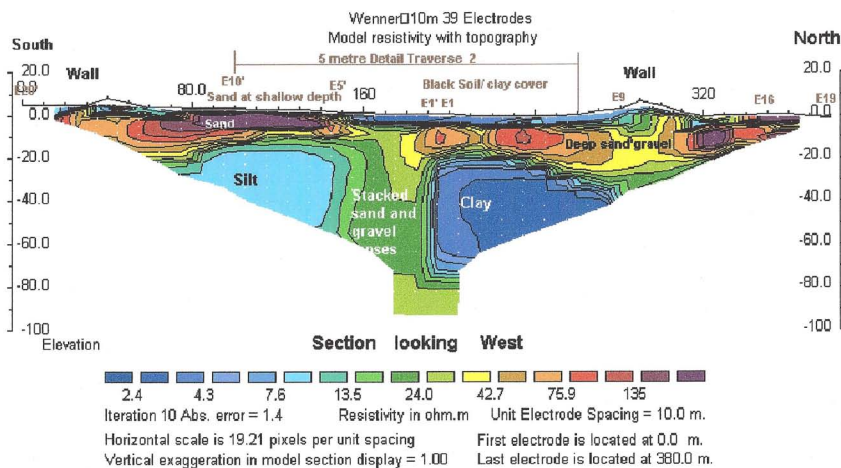 Wenner□10m 39 Electrodes
Model resistivity with topography
South
North
5 metre Detail Traverse 2
Wall
Wall
E10'
E5'
Black Soil/clay cover
E9
E16
E19
Sand at shallow depth
E1' E1
20.0
0.0
80.0
160
320
20.0
0.0
0.0
-20.0
-20.0
-40.0
-40.0
-60.0
-60.0
-80.0
-80.0
-100
-100
Sand
Deep sand gravel
Silt
Stacked
sand and
gravel
Clay
Elevation
Section looking West
2.4 4.3 7.6 13.5 24.0 42.7 75.9 135
Iteration 10 Abs. error = 1.4 Resistivity in ohm.m Unit Electrode Spacing = 10.0 m.
Horizontal scale is 19.21 pixels per unit spacing First electrode is located at 0.0 m.
Vertical exaggeration in model section display = 1.00 Last electrode is located at 380.0 m.